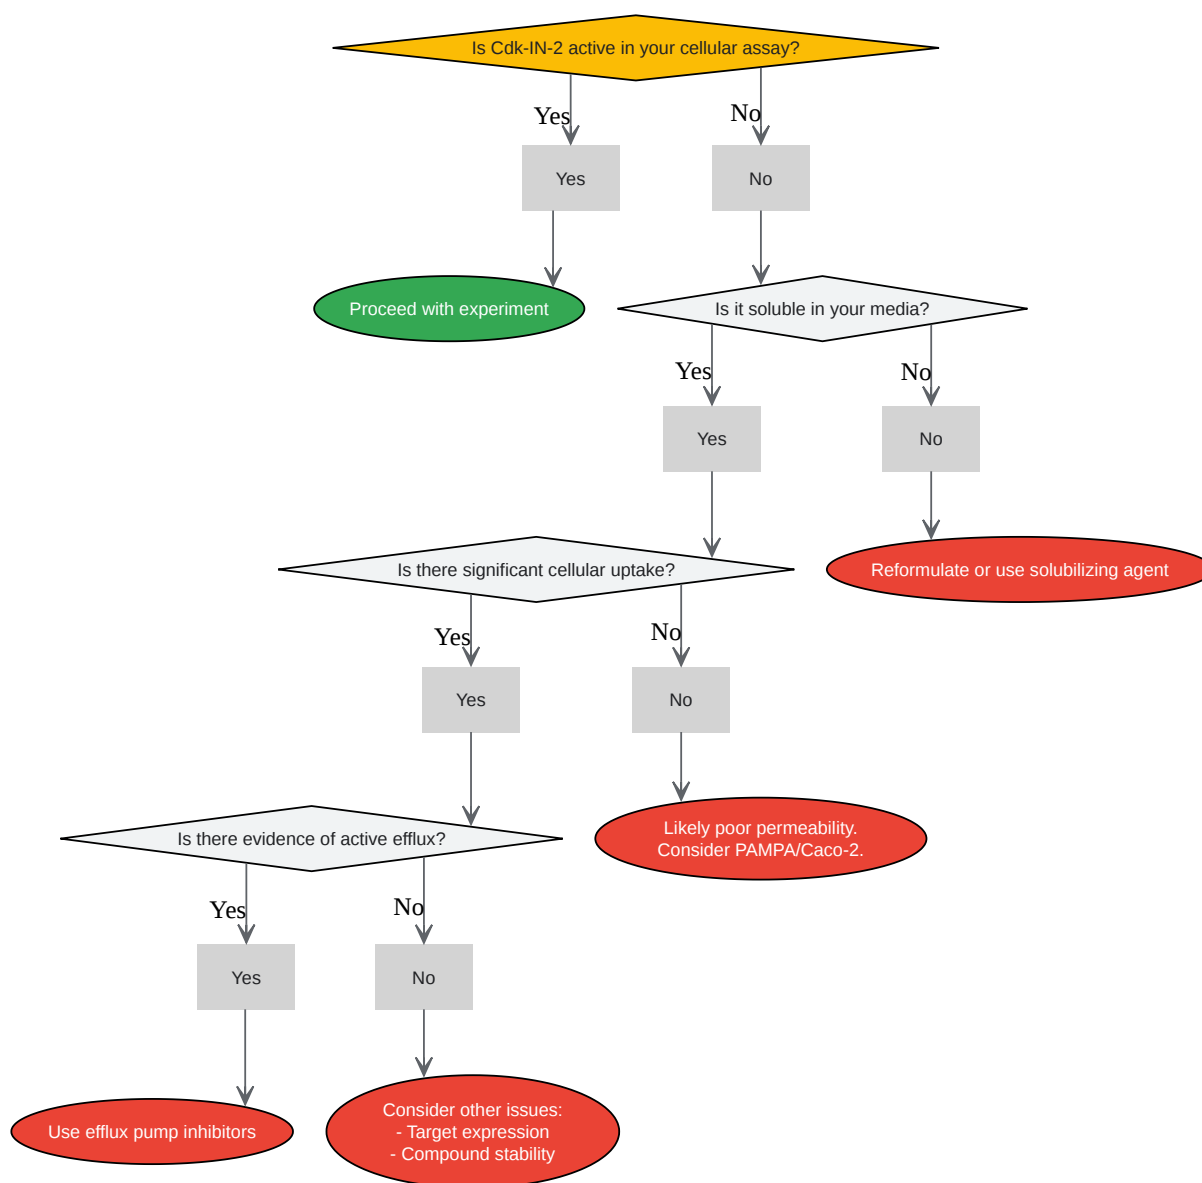 Is Cdk-IN-2 active in your cellular assay?
Yes
No
Yes
No
Proceed with experiment
Is it soluble in your media?
Yes
No
Yes
No
Is there significant cellular uptake?
Reformulate or use solubilizing agent
Yes
No
Yes
No
Likely poor permeability.
Consider PAMPA/Caco-2.
Is there evidence of active efflux?
Yes
No
Yes
No
Use efflux pump inhibitors
Consider other issues:
- Target expression
- Compound stability